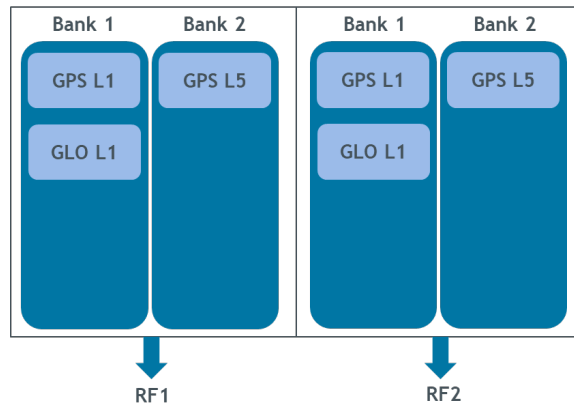 Bank 1 Bank 2 Bank 1 Bank 2
GPS L1 GPS L5 GPS L1 GPS L5
GLO L1 GLO L1
RF1 RF2